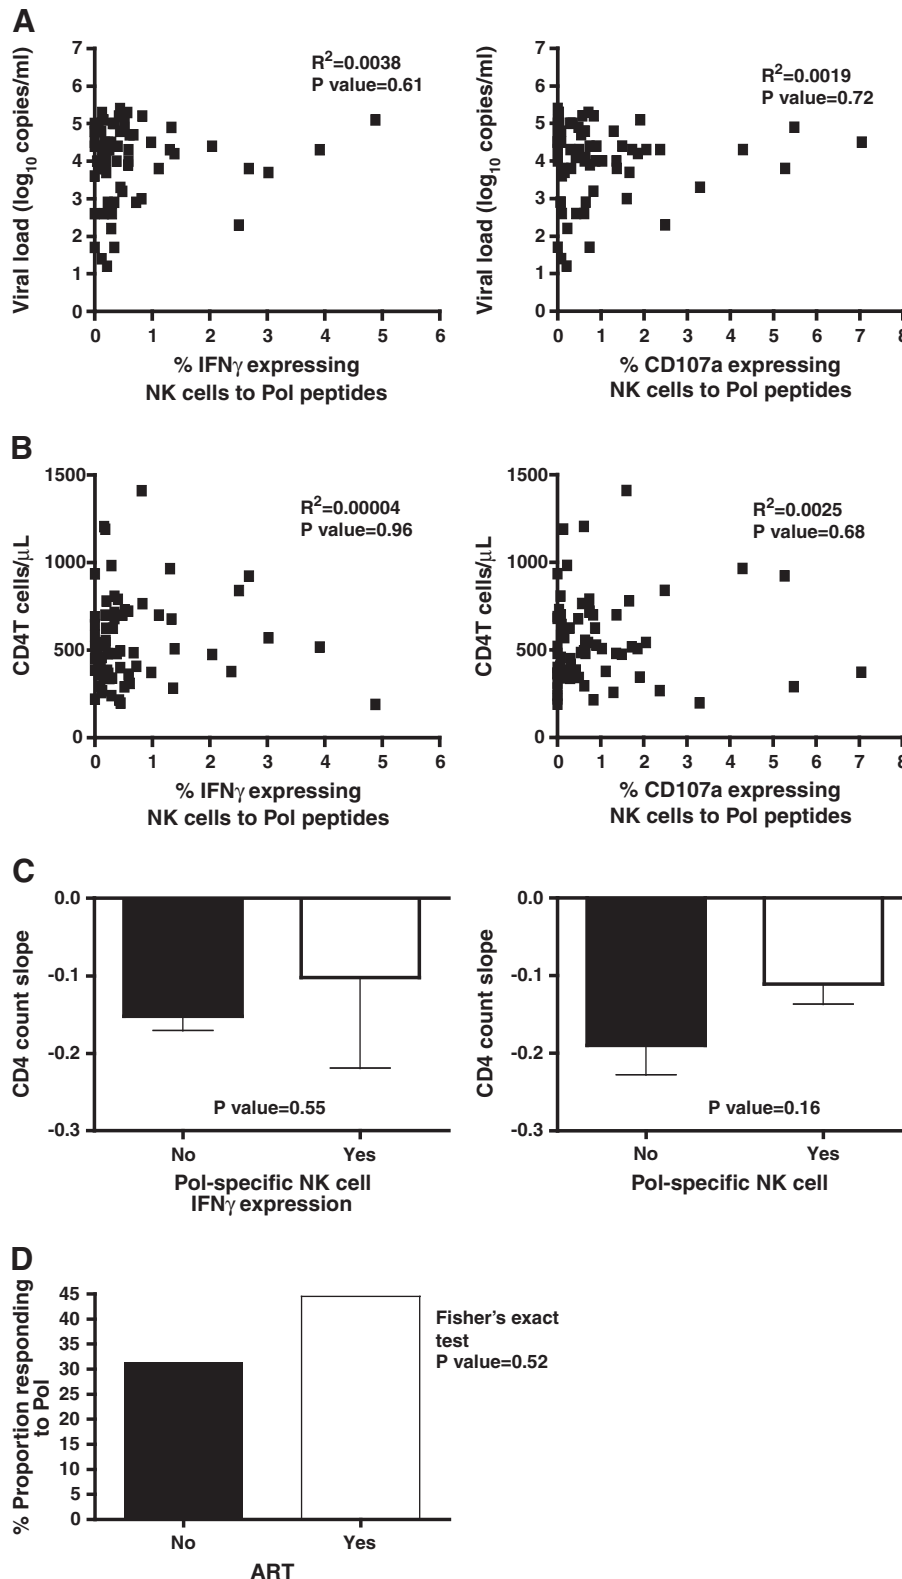 A
Viral load (log10 copies/ml)
7
6
5
4
3
2
1
0
R2=0.0038
P value=0.61
0 1 2 3 4 5 6
% IFNγ expressing
NK cells to Pol peptides
Viral load (log10 copies/ml)
7
6
5
4
3
2
1
0
R2=0.0019
P value=0.72
0 1 2 3 4 5 6 7 8
% CD107a expressing
NK cells to Pol peptides
B
CD4T cells/μL
1500
1000
500
0
R2=0.00004
P value=0.96
0 1 2 3 4 5 6
% IFNγ expressing
NK cells to Pol peptides
CD4T cells/μL
1500
1000
500
0
R2=0.0025
P value=0.68
0 1 2 3 4 5 6 7 8
% CD107a expressing
NK cells to Pol peptides
C
CD4 count slope
0.0
-0.1
-0.2
-0.3
P value=0.55
No Yes
Pol-specific NK cell
IFNγ expression
CD4 count slope
0.0
-0.1
-0.2
-0.3
P value=0.16
No Yes
Pol-specific NK cell
D
% Proportion responding
to Pol
45
40
35
30
25
20
15
10
5
0
Fisher's exact
test
P value=0.52
No Yes
ART